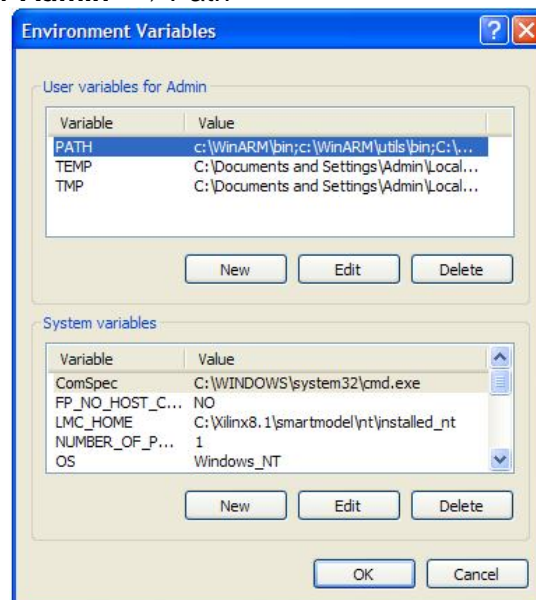 Environment Variables
User variables for Admin
Variable Value
PATH c:\WinARM\bin;c:\WinARM\utils\bin;C:\...
TEMP C:\Documents and Settings\Admin\Local...
TMP C:\Documents and Settings\Admin\Local...
New Edit Delete
System variables
Variable Value
ComSpec C:\WINDOWS\system32\cmd.exe
FP_NO_HOST_C... NO
LMC_HOME C:\Xilinx8.1\smartmodel\nt\installed_nt
NUMBER_OF_P... 1
OS Windows_NT
New Edit Delete
OK Cancel